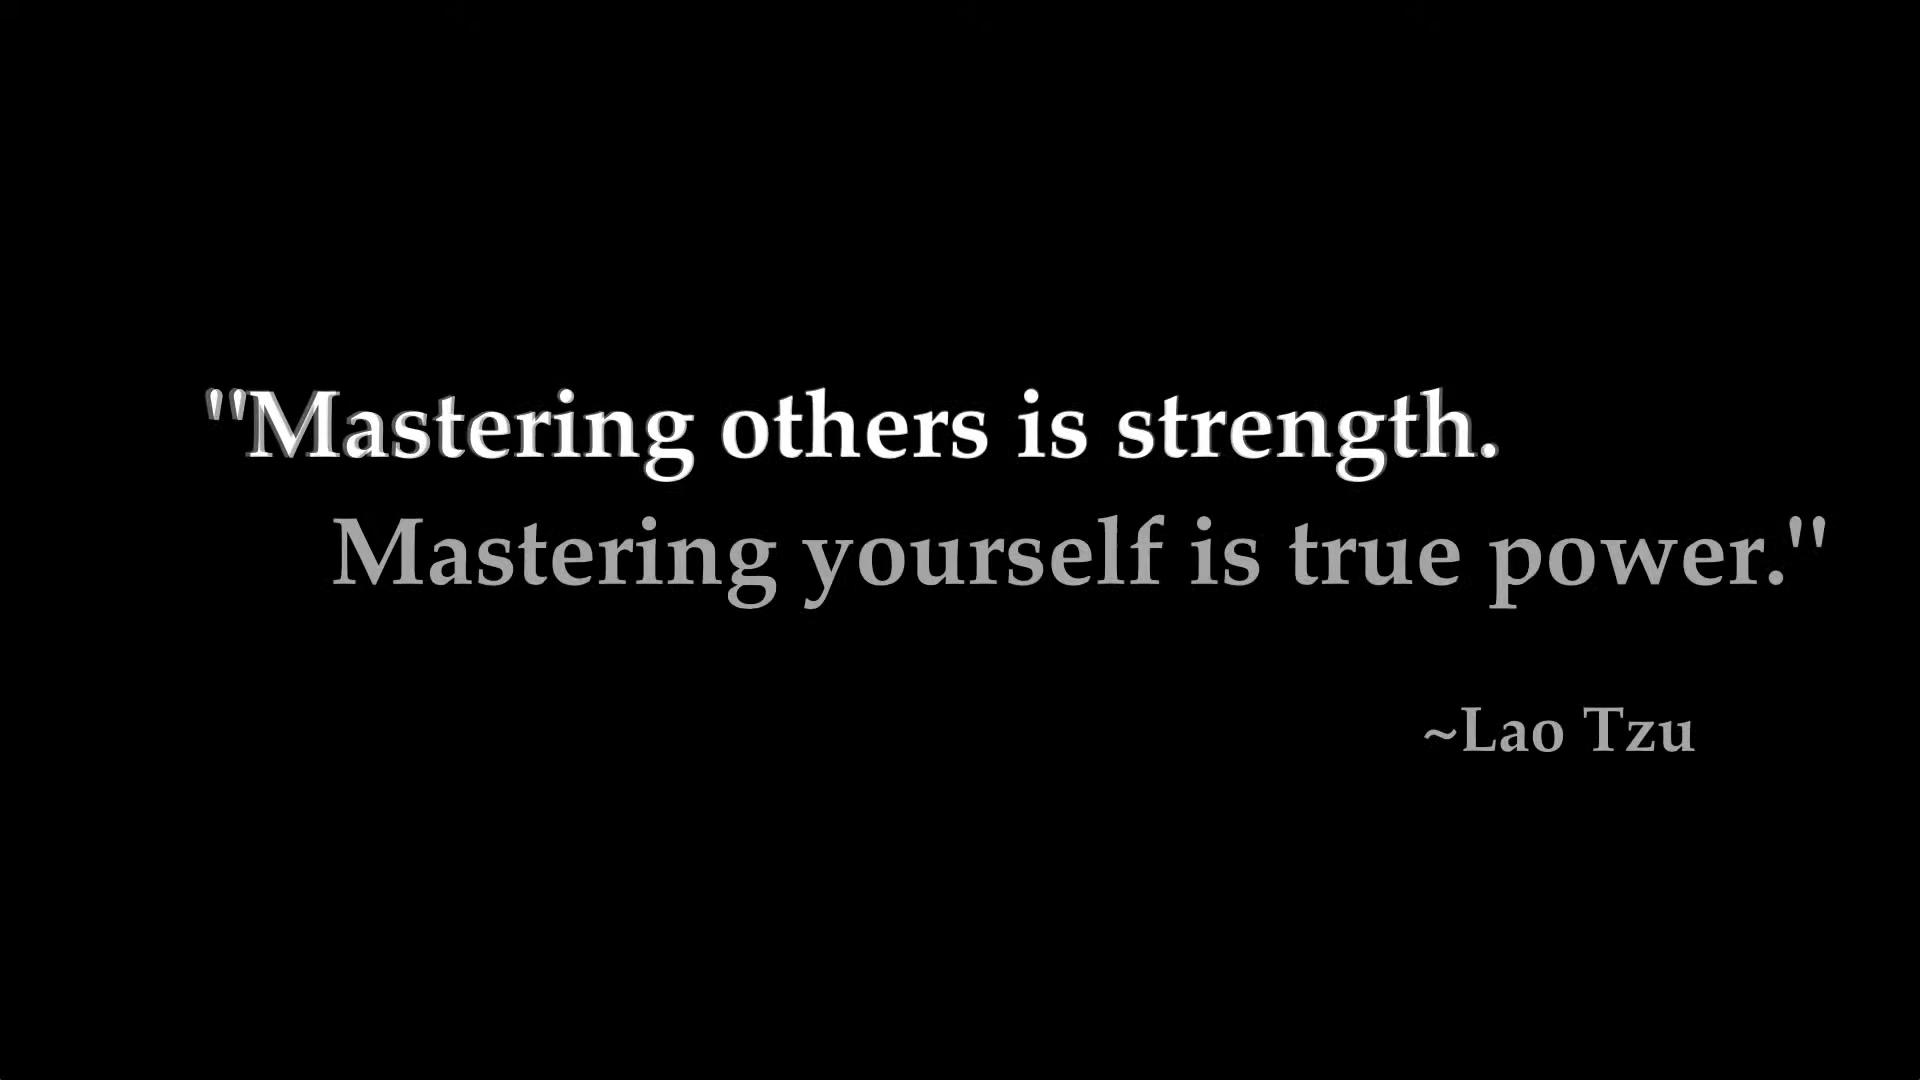 "Mastering others is strength.
Mastering yourself is true power."
~Lao Tzu